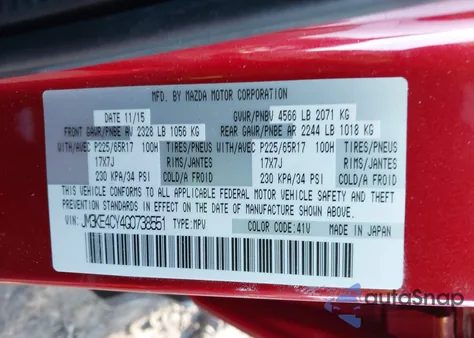 MFD. BY MAZDA MOTOR CORPORATION
DATE 11/15 GVWR/PNBV 4566 LB 2071 KG
FRONT GAWR/PNBE AV 2328 LB 1056 KG REAR GAWR/PNBE AR 2244 LB 1018 KG
WITH/AVEC P225/65R17 100H TIRES/PNEUS WITH/AVEC P225/65R17 100H TIRES/PNEUS
17X7J RIMS/JANTES 17X7J RIMS/JANTES
230 KPA/34 PSI COLD/A FROID 230 KPA/34 PSI COLD/A FROID
THIS VEHICLE CONFORMS TO ALL APPLICABLE FEDERAL MOTOR VEHICLE SAFETY AND THEFT
PREVENTION STANDARDS IN EFFECT ON THE DATE OF MANUFACTURE SHOWN ABOVE.
VIN: JM3KE4CY4G0738551 TYPE: MPV COLOR CODE: 41V MADE IN JAPAN
autoSnap